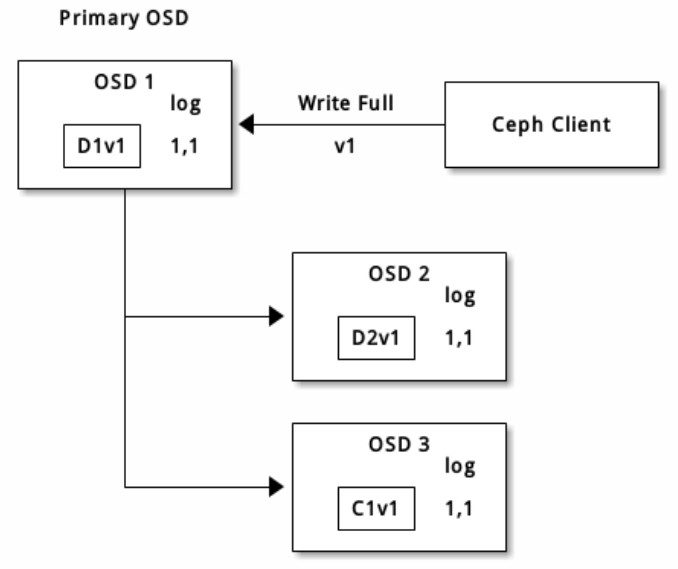 Primary OSD
OSD 1
log
D1v1
1,1
Write Full
v1
Ceph Client
OSD 2
log
D2v1
1,1
OSD 3
log
C1v1
1,1